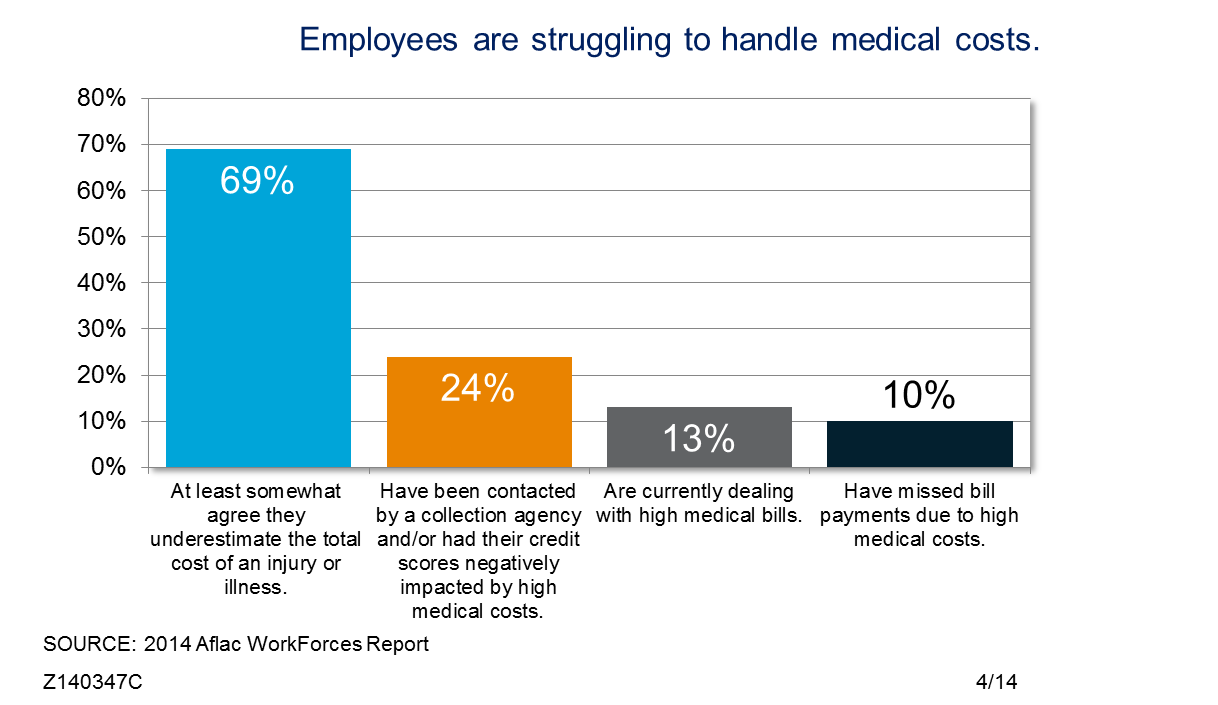 Employees are struggling to handle medical costs.
80%
70%
60%
50%
40%
30%
20%
10%
0%
69%
24%
13%
10%
At least somewhat
agree they
underestimate the total
cost of an injury or
illness.
Have been contacted
by a collection agency
and/or had their credit
scores negatively
impacted by high
medical costs.
Are currently dealing
with high medical bills.
Have missed bill
payments due to high
medical costs.
SOURCE: 2014 Aflac WorkForces Report
Z140347C
4/14